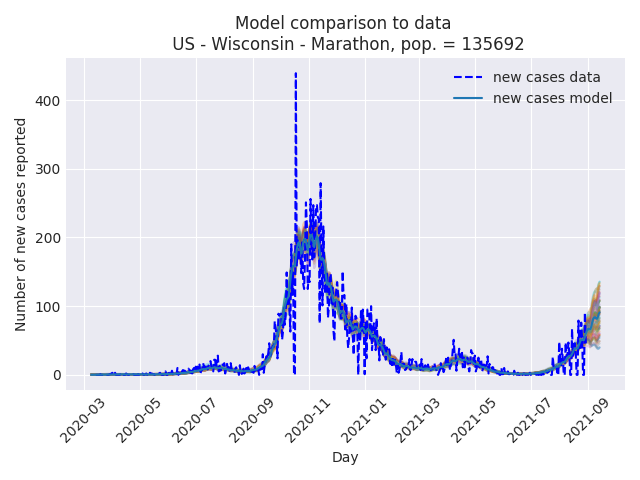 Model comparison to data
US - Wisconsin - Marathon, pop. = 135692
new cases data
new cases model
Number of new cases reported
400
300
200
100
0
2020-03
2020-05
2020-07
2020-09
2020-11
2021-01
2021-03
2021-05
2021-07
2021-09
Day